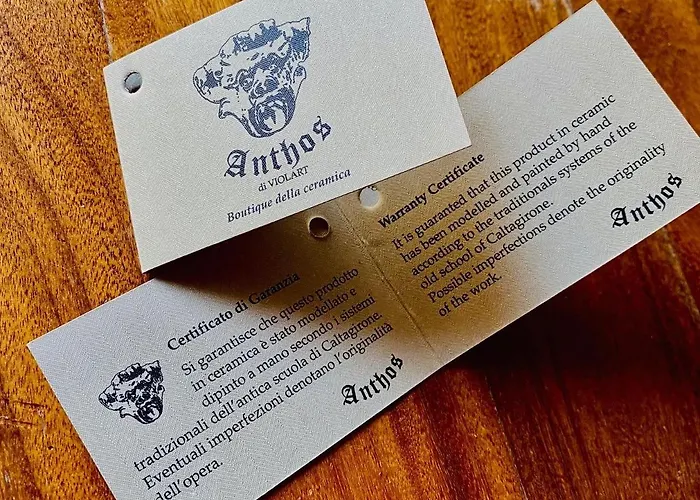 Anthos
di VIOLART
Boutique della ceramica
Warranty Certificate
It is guaranted that this product in ceramic
has been modelled and painted by hand
according to the traditionals systems of the
old school of Caltagirone.
Possible imperfections denote the originality
of the work.
Anthos
Certificato di Garanzia
Si garantisce che questo prodotto
in ceramica è stato modellato e
dipinto a mano secondo i sistemi
tradizionali dell'antica scuola di Caltagirone.
Eventuali imperfezioni denotano l'originalità
dell'opera.
Anthos